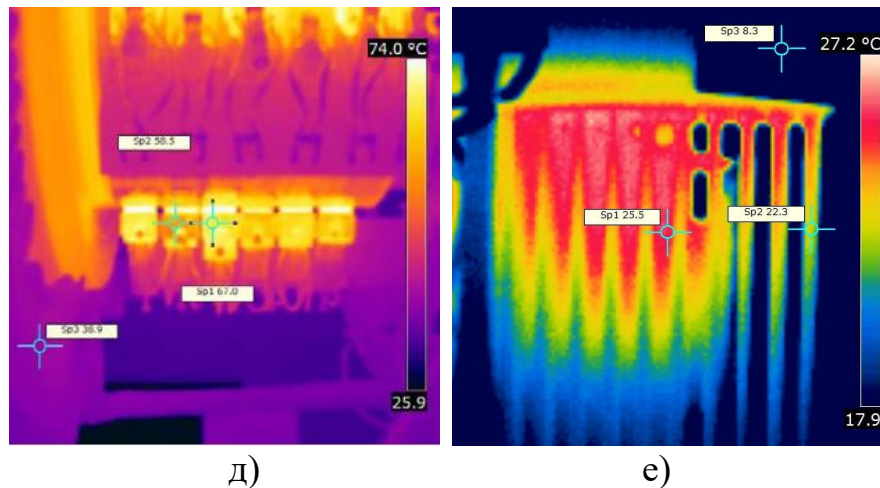 74.0 °C
Sp2 58.5
Sp1 67.0
Sp3 38.9
25.9
д)
Sp3 8.3
27.2 °C
Sp1 25.5
Sp2 22.3
17.9
е)